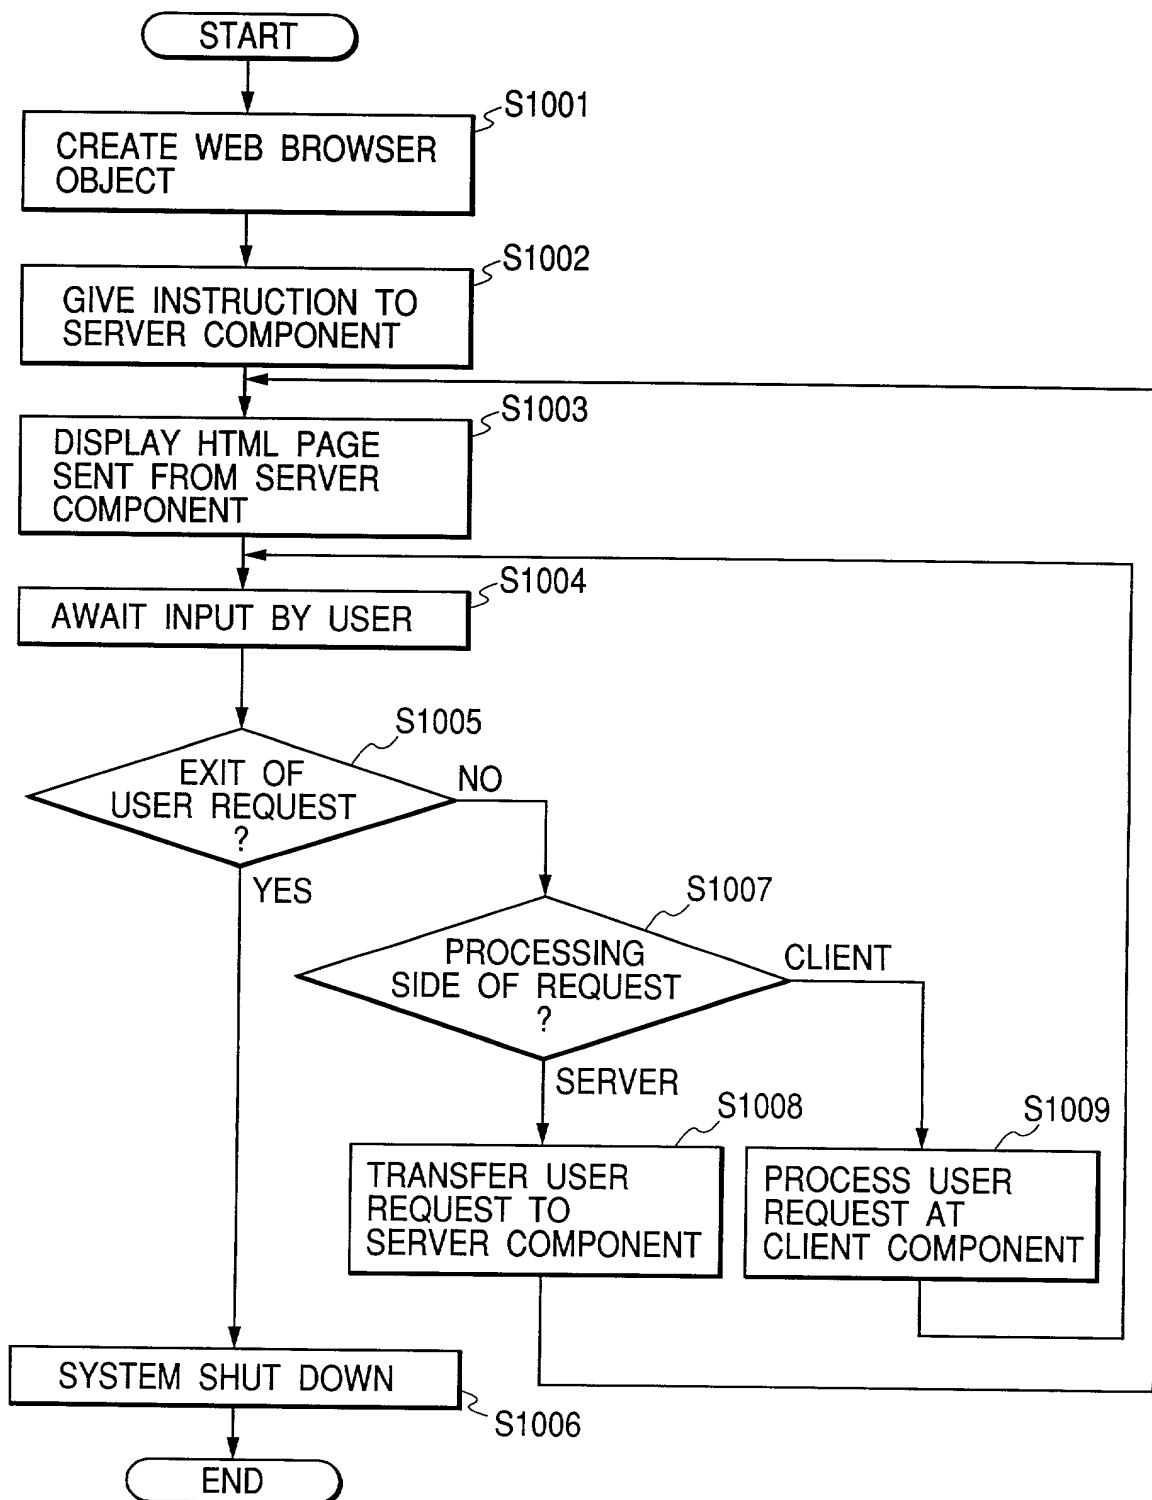 START
S1001
CREATE WEB BROWSER
OBJECT
S1002
GIVE INSTRUCTION TO
SERVER COMPONENT
S1003
DISPLAY HTML PAGE
SENT FROM SERVER
COMPONENT
S1004
AWAIT INPUT BY USER
S1005
EXIT OF
USER REQUEST
?
NO
YES
S1007
PROCESSING
SIDE OF REQUEST
?
CLIENT
SERVER
S1008
TRANSFER USER
REQUEST TO
SERVER COMPONENT
S1009
PROCESS USER
REQUEST AT
CLIENT COMPONENT
SYSTEM SHUT DOWN
S1006
END